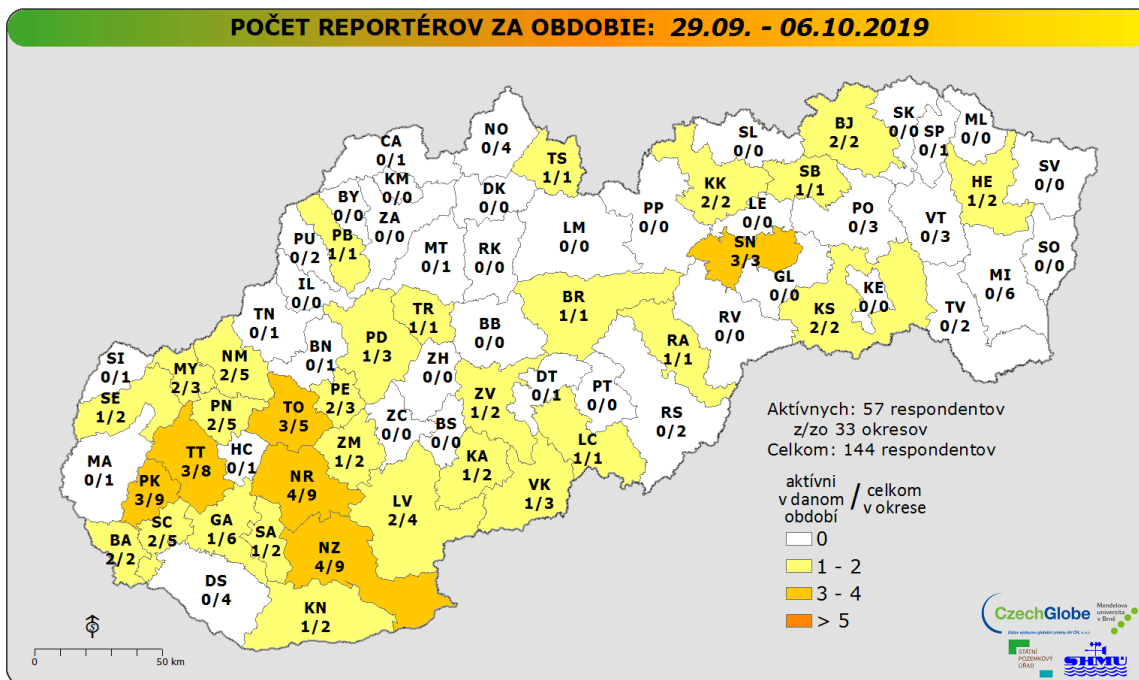 POČET REPORTÉROV ZA OBDOBIE: 29.09. - 06.10.2019
NO
0/4
CA
0/1
TS
1/1
SL
0/0
BJ
2/2
SK
0/0
SP
0/1
ML
0/0
SV
0/0
KM
0/0
BY
0/0
ZA
0/0
DK
0/0
KK
2/2
SB
1/1
HE
1/2
PU
0/2
PB
1/1
MT
0/1
RK
0/0
LM
0/0
PP
0/0
LE
0/0
PO
0/3
VT
0/3
SO
0/0
IL
0/0
SN
3/3
GL
0/0
KE
0/0
MI
0/6
TN
0/1
BN
0/1
PD
1/3
TR
1/1
BB
0/0
BR
1/1
RV
0/0
KS
2/2
TV
0/2
SI
0/1
MY
2/3
NM
2/5
ZH
0/0
RA
1/1
SE
1/2
PN
2/5
TO
3/5
PE
2/3
ZC
0/0
BS
0/0
ZV
1/2
DT
0/1
PT
0/0
RS
0/2
MA
0/1
TT
3/8
HC
0/1
ZM
1/2
KA
1/2
LC
1/1
PK
3/9
NR
4/9
LV
2/4
VK
1/3
BA
2/2
SC
2/5
GA
1/6
SA
1/2
NZ
4/9
DS
0/4
KN
1/2
Aktívnych: 57 respondentov
z/zo 33 okresov
Celkom: 144 respondentov
aktívni
v danom
období
/
celkom
v okrese
0
1 - 2
3 - 4
> 5
S
0
50 km
CzechGlobe
Ústav výzkumu globální změny AV ČR, v.v.i.
Mendelova
univerzita
v Brně
STÁTNÍ
POZEMKOVÝ
ÚŘAD
SHMÚ